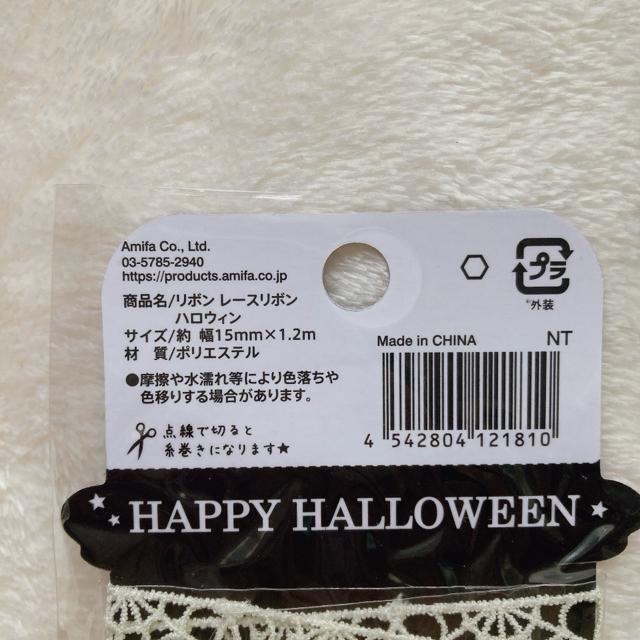 Amifa Co., Ltd.
03-5785-2940
https://products.amifa.co.jp
商品名/リボン レースリボン
ハロウィン
サイズ/約 幅15mm×1.2m
材 質/ポリエステル
●摩擦や水濡れ等により色落ちや
色移りする場合があります。
点線で切ると
糸巻きになります★
プラ
外装
Made in CHINA NT
4 542804 121810
HAPPY HALLOWEEN